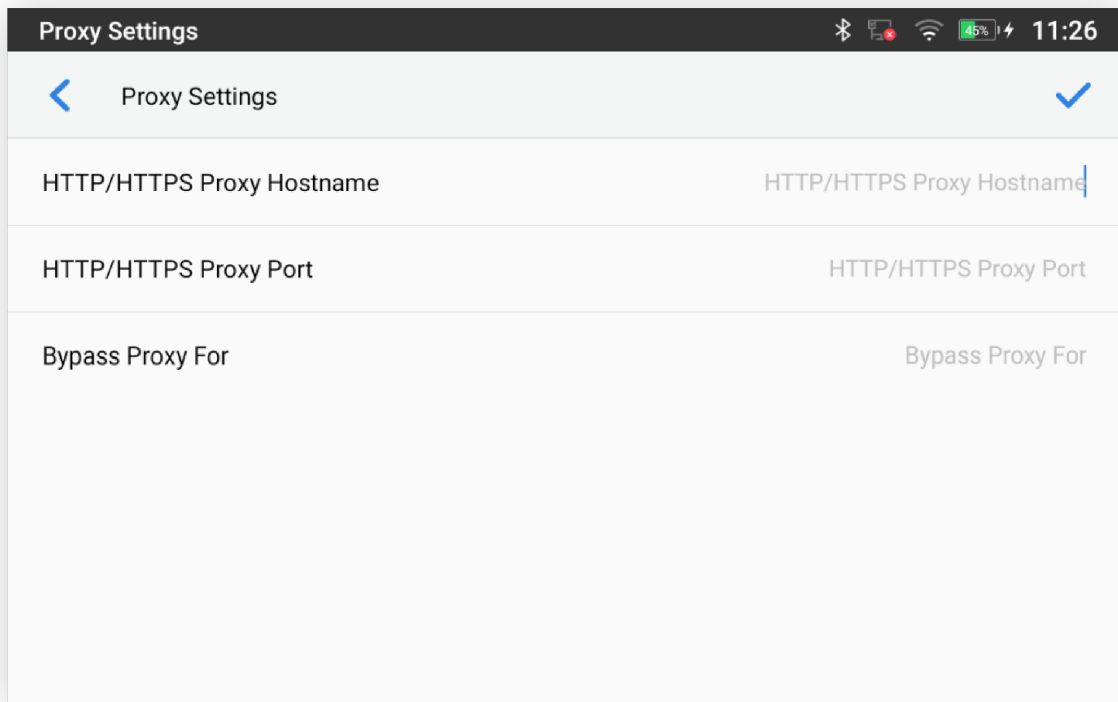 Proxy Settings 45% 11:26
Proxy Settings
HTTP/HTTPS Proxy Hostname HTTP/HTTPS Proxy Hostname
HTTP/HTTPS Proxy Port HTTP/HTTPS Proxy Port
Bypass Proxy For Bypass Proxy For